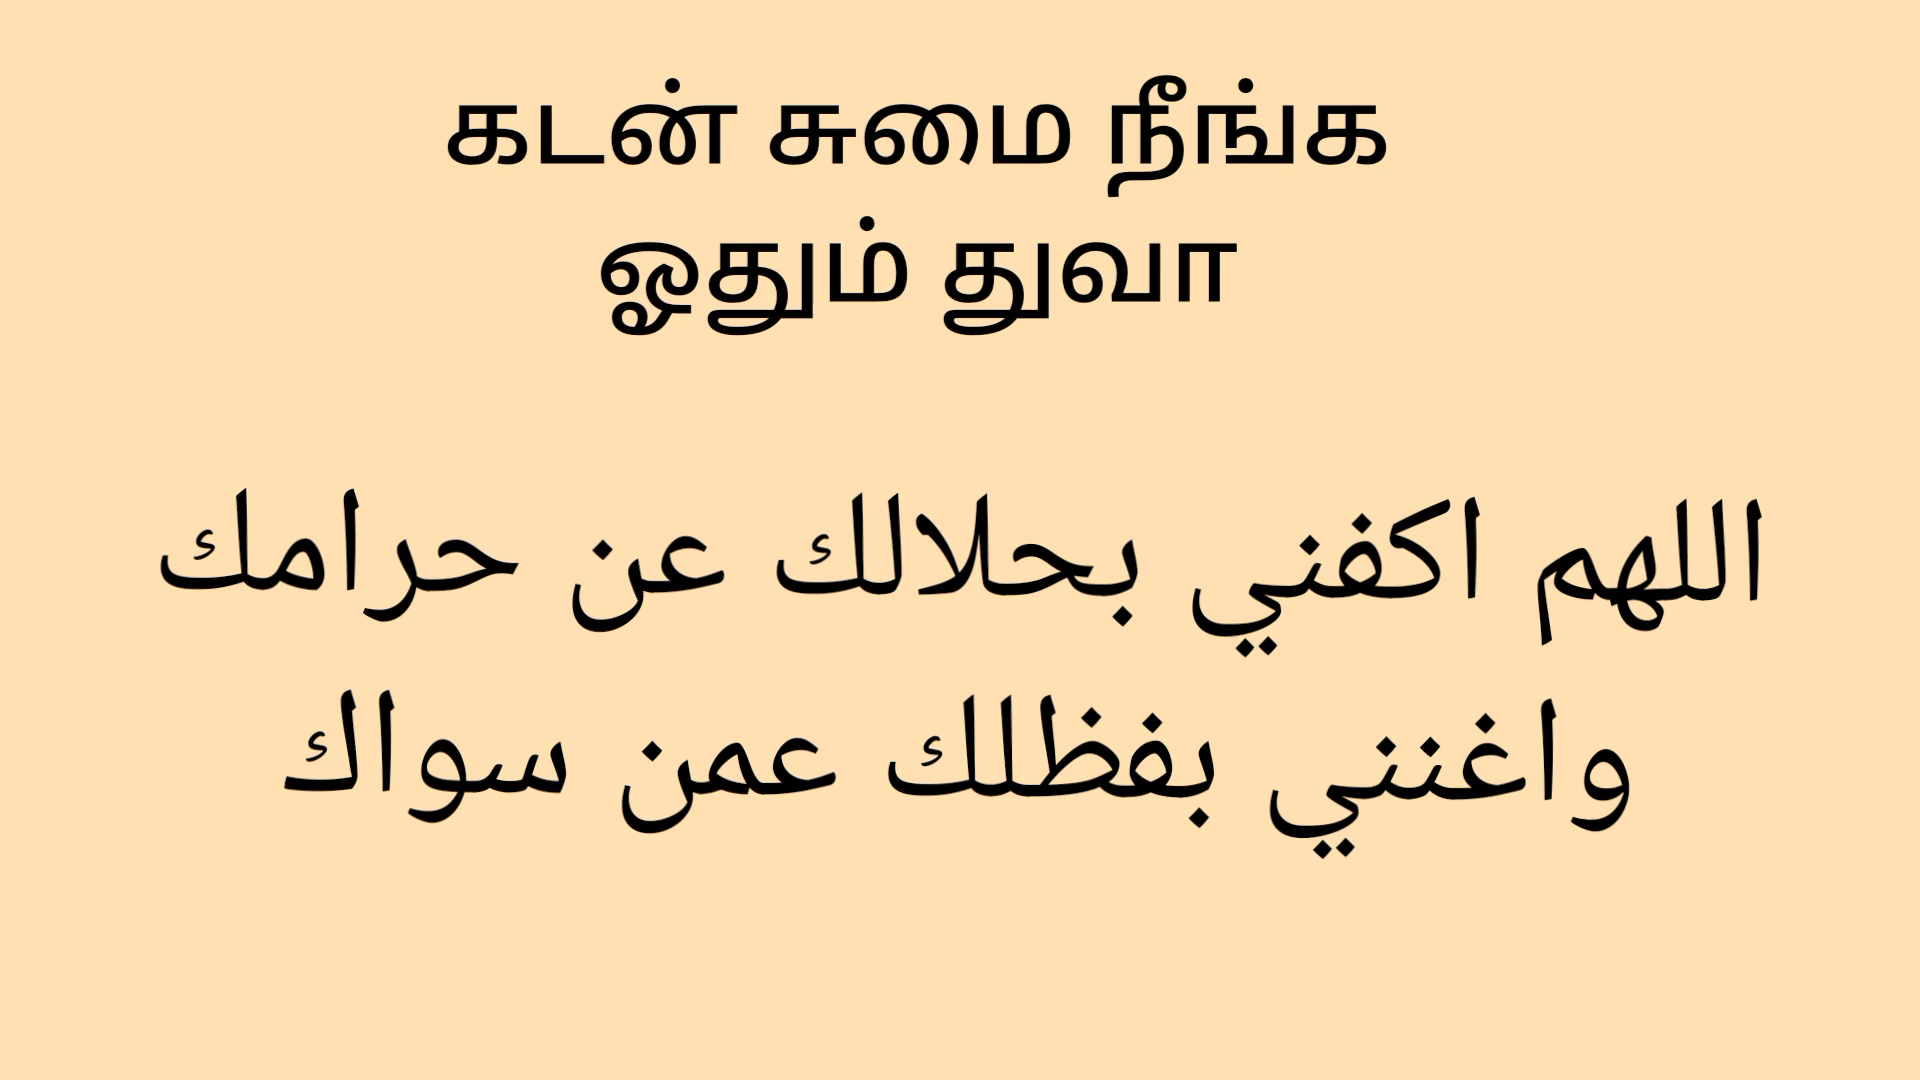 கடன் சுமை நீங்க
ஓதும் துவா
اللهم اكفني بحلالك عن حرامك
واغنني بفظلك عمن سواك